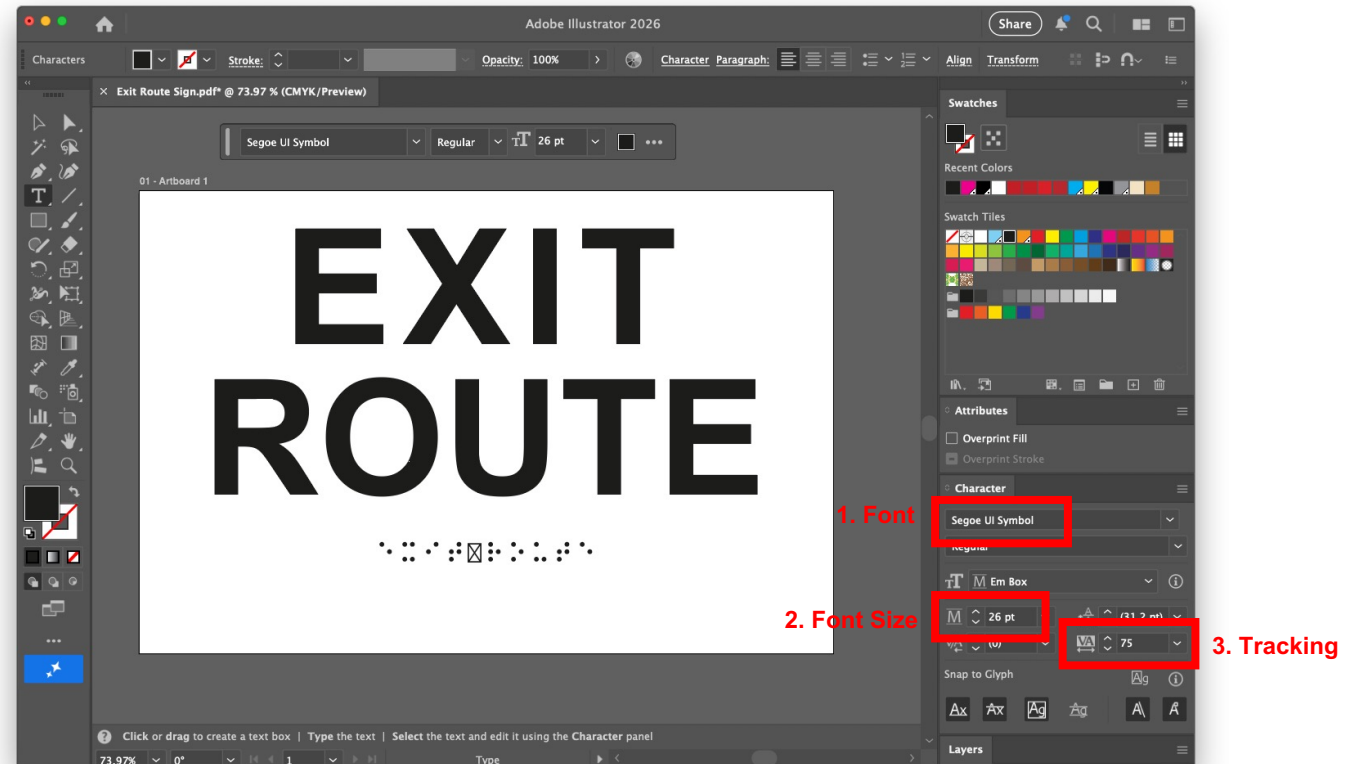 Adobe Illustrator 2026
Share
Characters
Stroke:
Opacity: 100%
Character Paragraph:
Align Transform
× Exit Route Sign.pdf* @ 73.97 % (CMYK/Preview)
Segoe UI Symbol Regular 26 pt
01 - Artboard 1
EXIT
ROUTE
⠑⠭⠊⠞☒⠗⠕⠥⠞⠑
Swatches
Recent Colors
Swatch Tiles
Attributes
Overprint Fill
Overprint Stroke
Character
1. Font
Segoe UI Symbol
Regular
Em Box
2. Font Size
26 pt (31.2 pt)
(0) 75
3. Tracking
Snap to Glyph
Layers
Click or drag to create a text box | Type the text | Select the text and edit it using the Character panel
73.97% 0° 1 Type